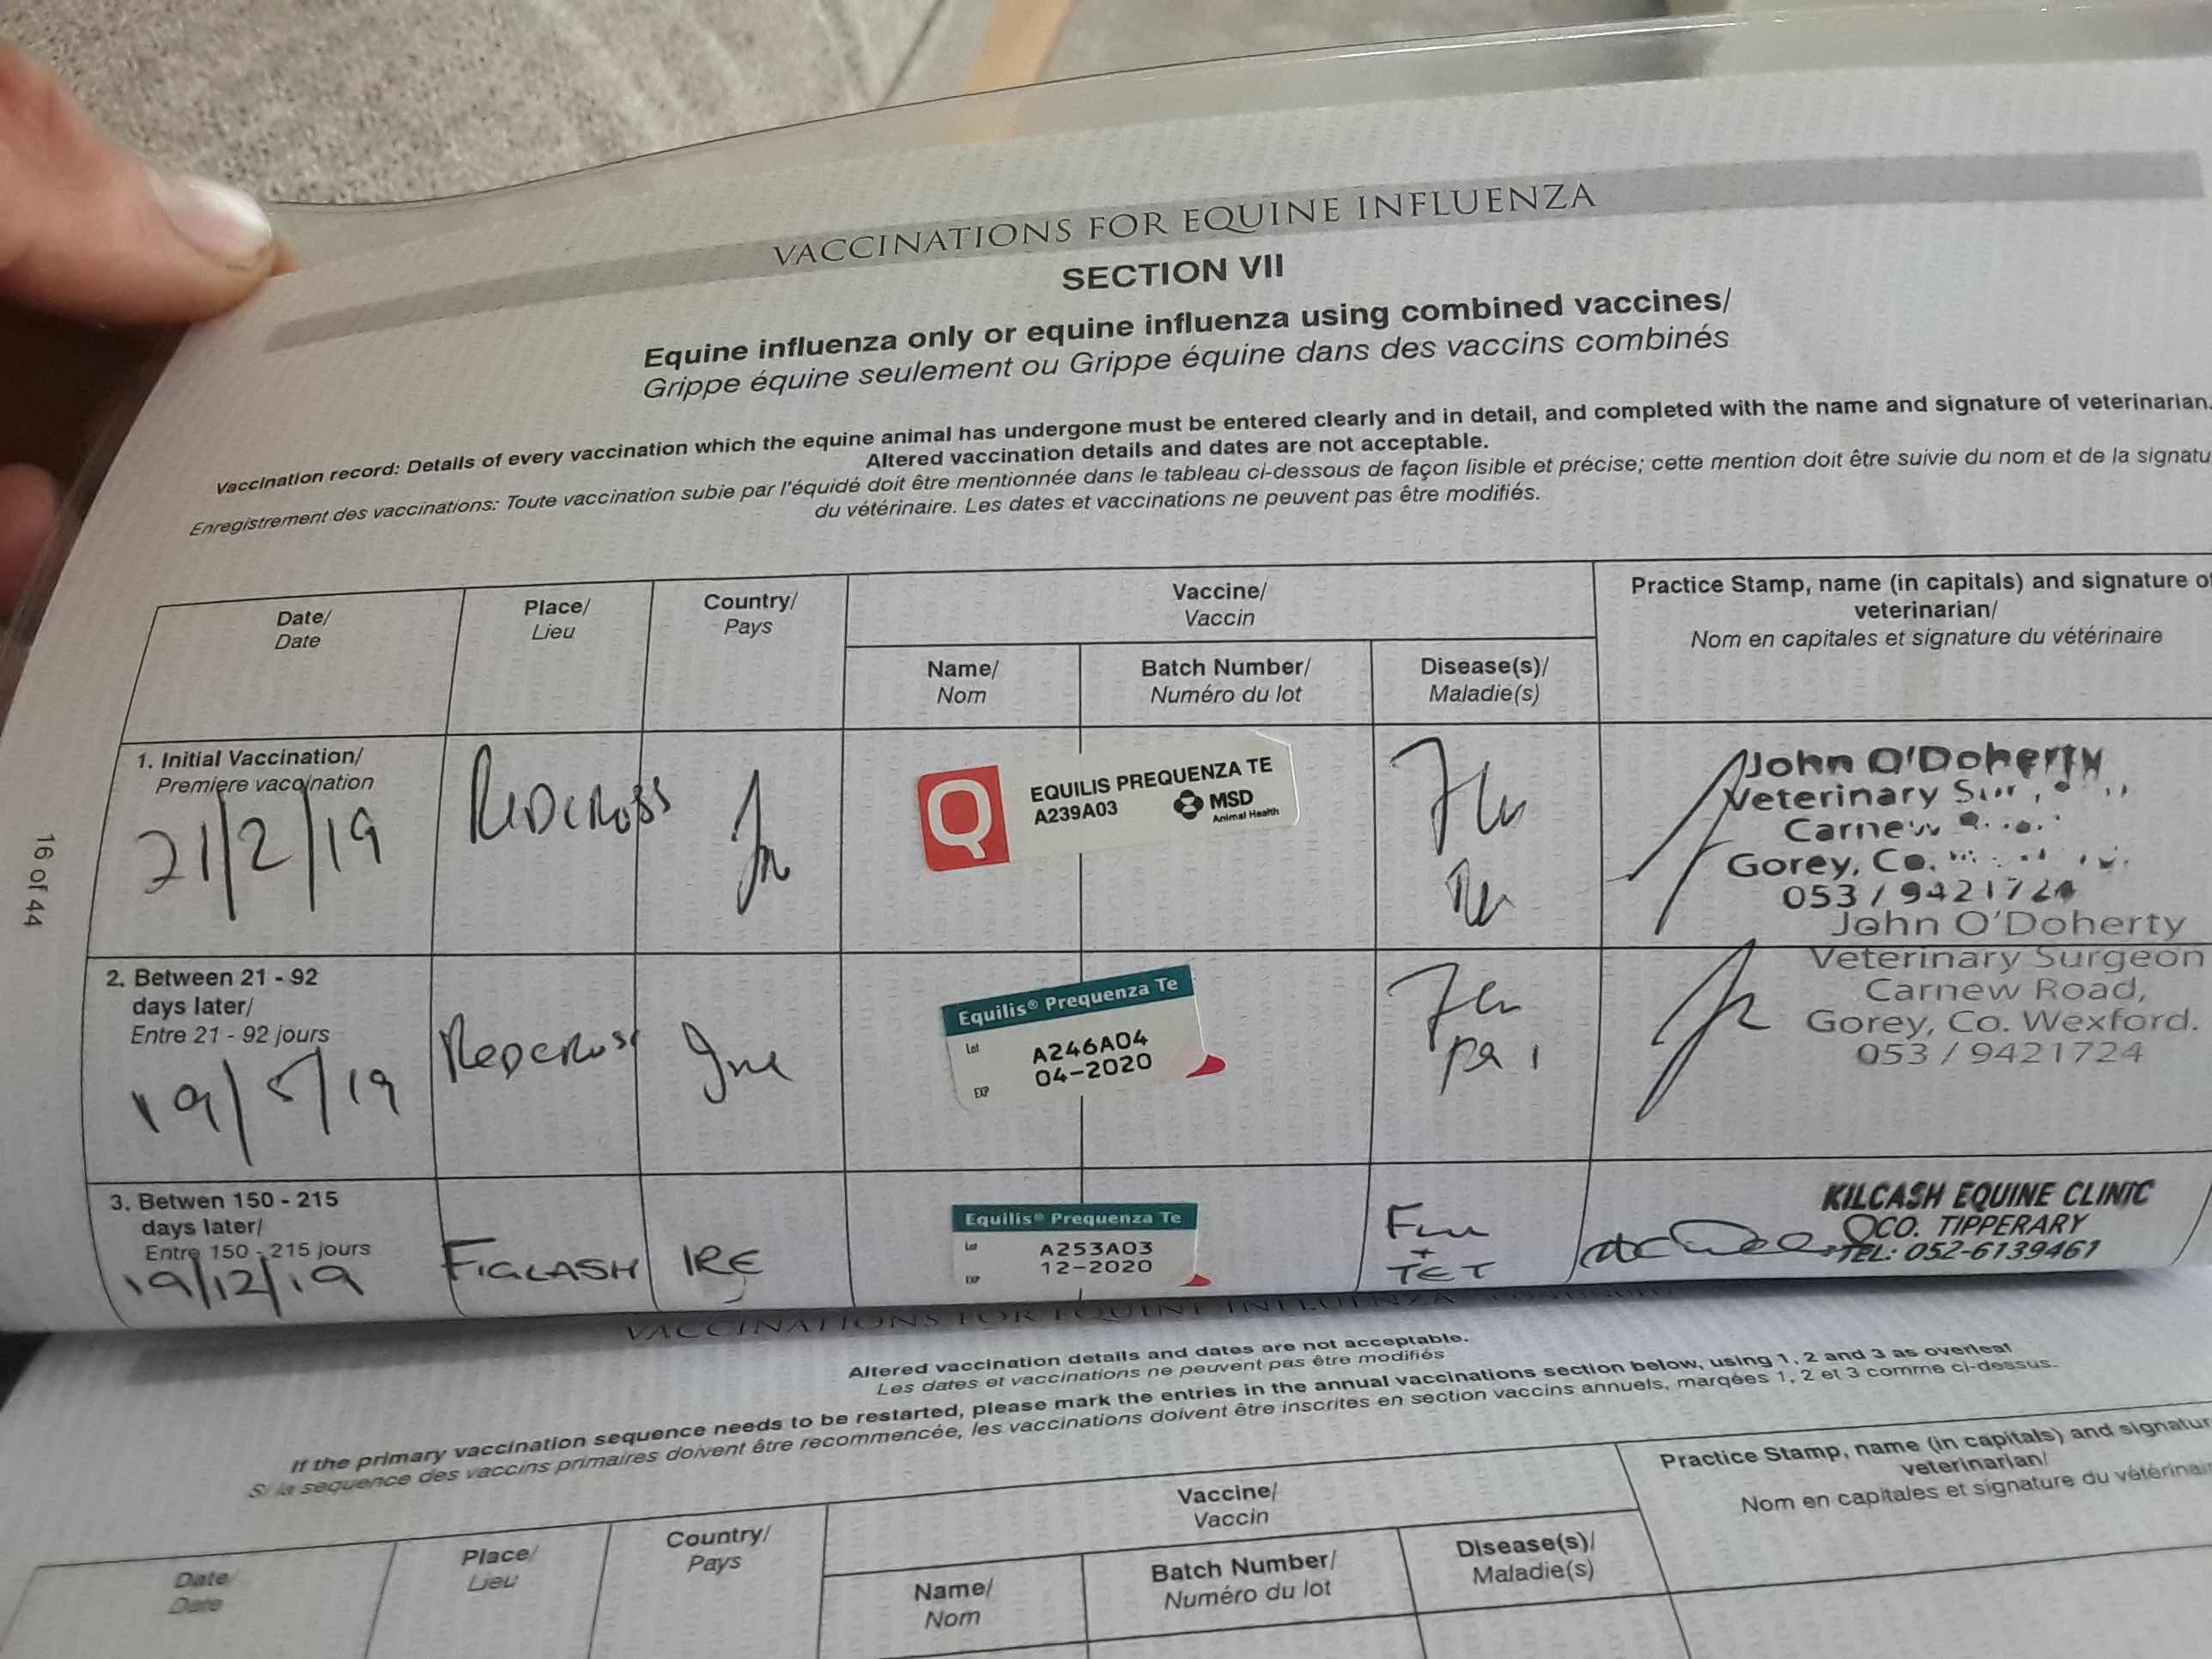 VACCINATIONS FOR EQUINE INFLUENZA
SECTION VII
Equine influenza only or equine influenza using combined vaccines/
Grippe équine seulement ou Grippe équine dans des vaccins combinés
Vaccination record: Details of every vaccination which the equine animal has undergone must be entered clearly and in detail, and completed with the name and signature of veterinarian.
Altered vaccination details and dates are not acceptable.
Enregistrement des vaccinations: Toute vaccination subie par l'équidé doit être mentionnée dans le tableau ci-dessous de façon lisible et précise; cette mention doit être suivie du nom et de la signatu
du vétérinaire. Les dates et vaccinations ne peuvent pas être modifiés.
Date/
Date
Place/
Lieu
Country/
Pays
Vaccine/
Vaccin
Name/
Nom
Batch Number/
Numéro du lot
Disease(s)/
Maladie(s)
Practice Stamp, name (in capitals) and signature of
veterinarian/
Nom en capitales et signature du vétérinaire
1. Initial Vaccination/
Premiere vaccination
21/2/19
REDCROSS
Q
EQUILIS PREQUENZA TE
A239A03
MSD
Animal Health
Flu
John O'Doherty
Veterinary
Carnew
Gorey, Co.
053 / 9421724
2. Between 21 - 92
days later/
Entre 21 - 92 jours
19/5/19
REDCROSS
Equilis® Prequenza Te
Lot A246A04
EXP 04-2020
Flu
John O'Doherty
Veterinary Surgeon
Carnew Road,
Gorey, Co. Wexford.
053 / 9421724
3. Betwen 150 - 215
days later/
Entre 150 - 215 jours
19/12/19
FIGLASH
IRE
Equilis® Prequenza Te
Lot A253A03
EXP 12-2020
Flu
+
TET
KILCASH EQUINE CLINIC
CO. TIPPERARY
TEL: 052-6139461
16 of 44
VACCINATIONS FOR EQUINE INFLUENZA
Altered vaccination details and dates are not acceptable.
Les dates et vaccinations ne peuvent pas être modifiés
If the primary vaccination sequence needs to be restarted, please mark the entries in the annual vaccinations section below, using 1, 2 and 3 as overleaf
Si la sequence des vaccins primaires doivent être recommencée, les vaccinations doivent être inscrites en section vaccins annuels, marqées 1, 2 et 3 comme ci-dessus.
Date/
Date
Place/
Lieu
Country/
Pays
Vaccine/
Vaccin
Name/
Nom
Batch Number/
Numéro du lot
Disease(s)/
Maladie(s)
Practice Stamp, name (in capitals) and signatur
veterinarian/
Nom en capitales et signature du vétérinair